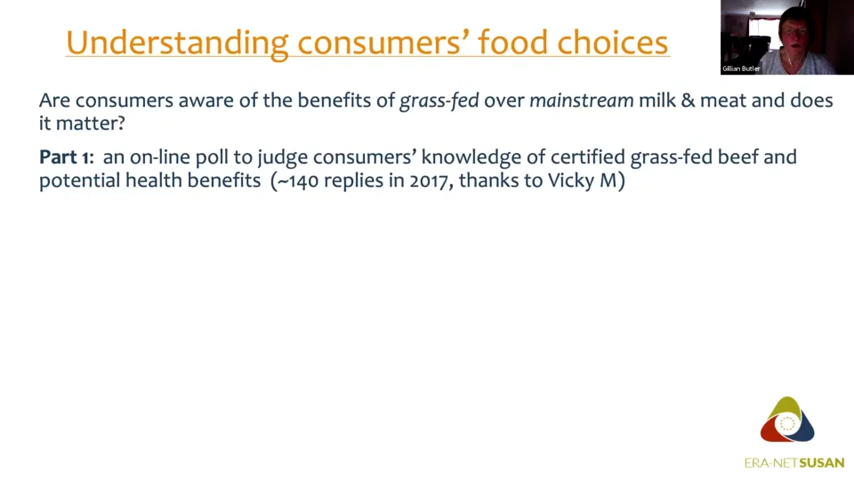 Understanding consumers’ food choices
Gillian Butler
Are consumers aware of the benefits of grass-fed over mainstream milk & meat and does
it matter?
Part 1:  an on-line poll to judge consumers’ knowledge of certified grass-fed beef and
potential health benefits  (~140 replies in 2017, thanks to Vicky M)
ERA-NET SUSAN